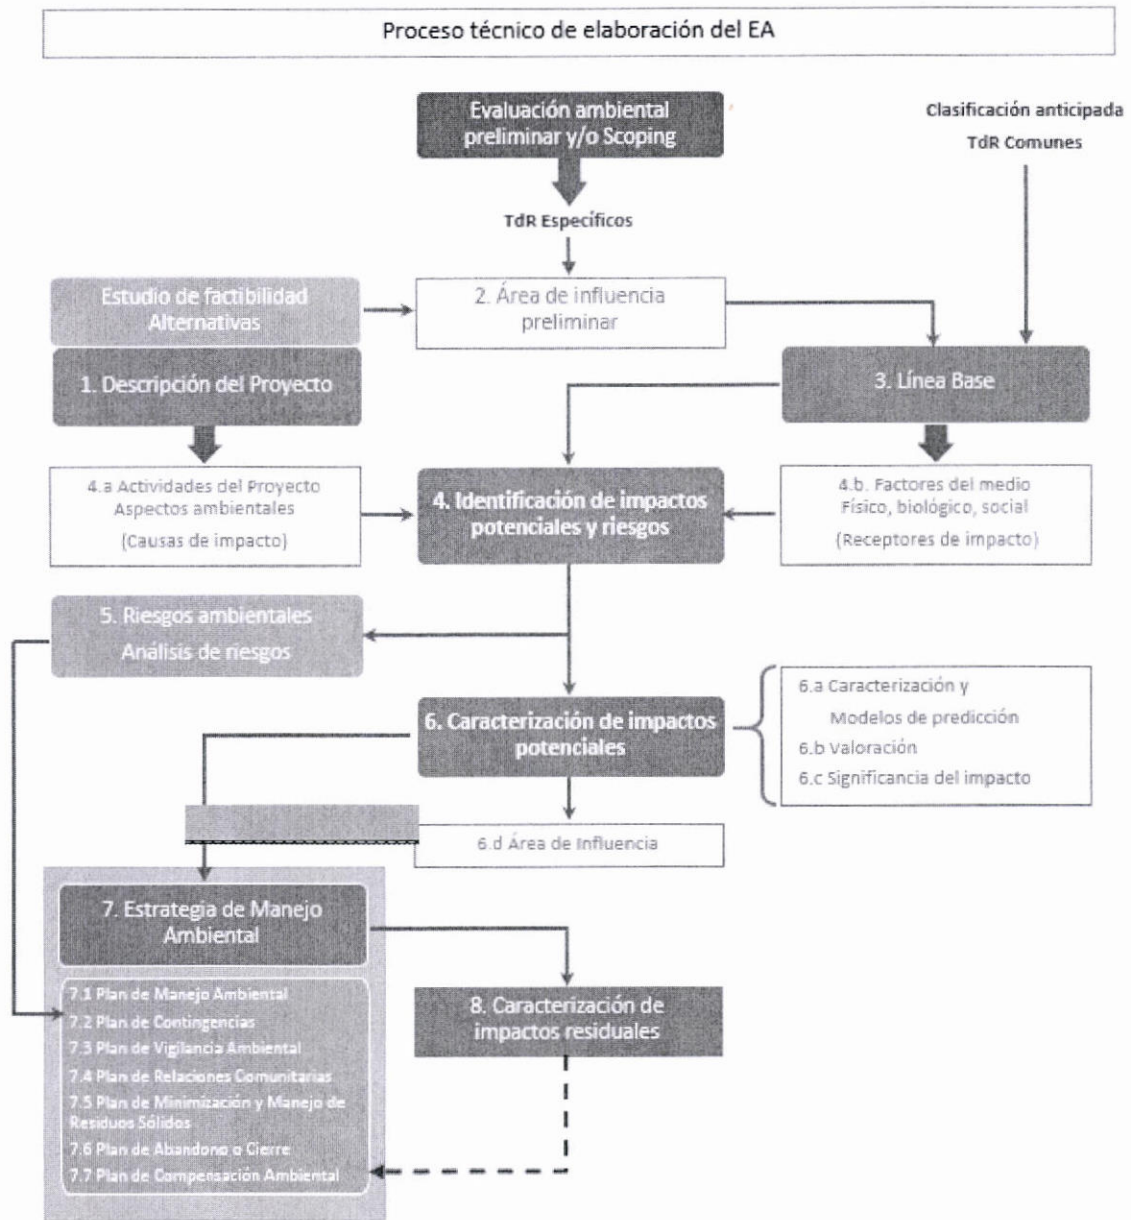 Proceso técnico de elaboración del EA
Evaluación ambiental
preliminar y/o Scoping
Clasificación anticipada
TdR Comunes
TdR Específicos
Estudio de factibilidad
Alternativas
2. Área de influencia
preliminar
1. Descripción del Proyecto
3. Línea Base
4.a Actividades del Proyecto
Aspectos ambientales
(Causas de impacto)
4. Identificación de impactos
potenciales y riesgos
4.b. Factores del medio
Físico, biológico, social
(Receptores de impacto)
5. Riesgos ambientales
Análisis de riesgos
6. Caracterización de impactos
potenciales
6.a Caracterización y
Modelos de predicción
6.b Valoración
6.c Significancia del impacto
6.d Área de Influencia
7. Estrategia de Manejo
Ambiental
7.1 Plan de Manejo Ambiental
7.2 Plan de Contingencias
7.3 Plan de Vigilancia Ambiental
7.4 Plan de Relaciones Comunitarias
7.5 Plan de Minimización y Manejo de
Residuos Sólidos
7.6 Plan de Abandono o Cierre
7.7 Plan de Compensación Ambiental
8. Caracterización de
impactos residuales